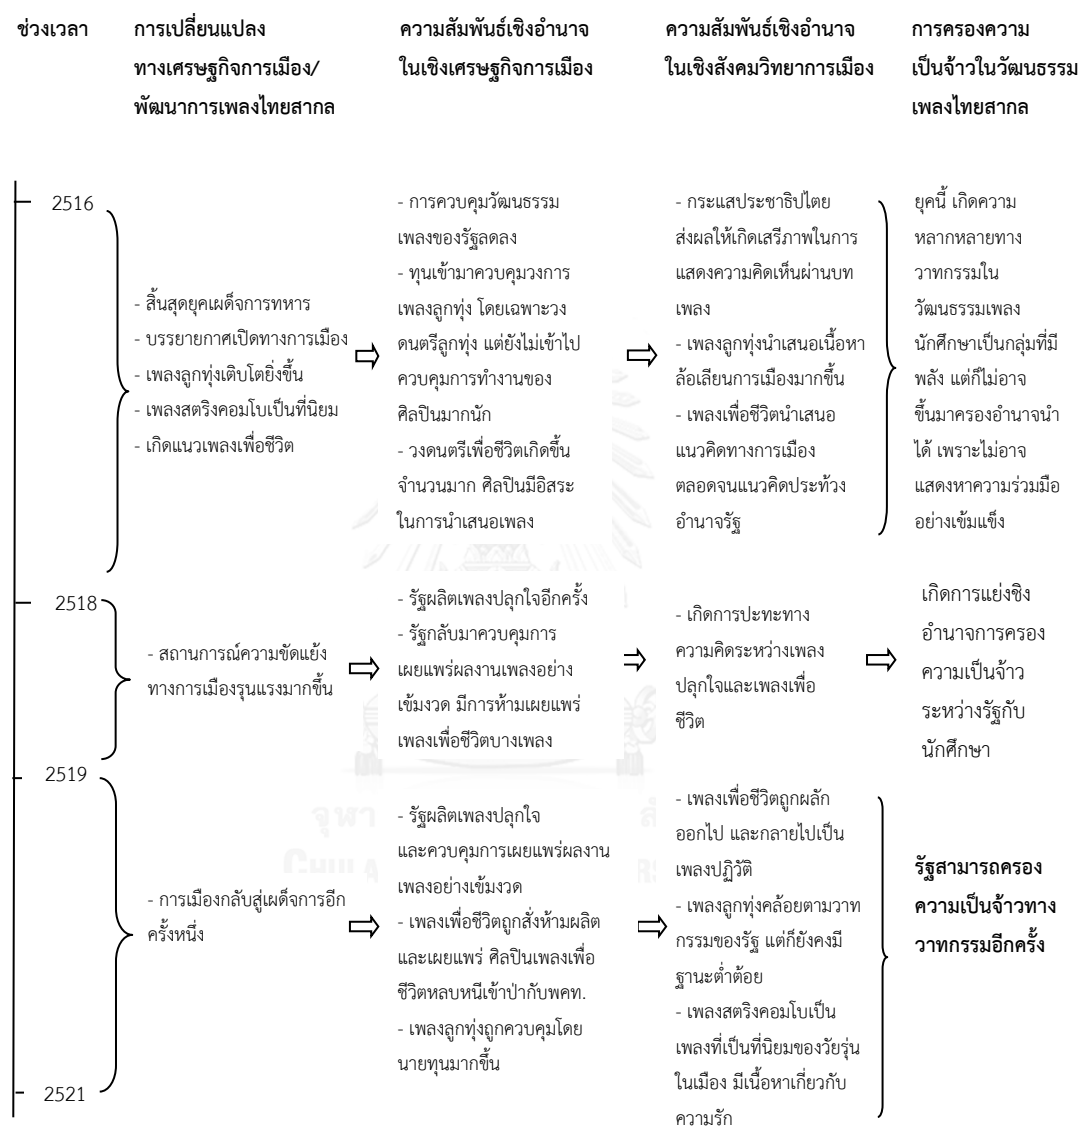 ช่วงเวลา
การเปลี่ยนแปลง
ทางเศรษฐกิจการเมือง/
พัฒนาการเพลงไทยสากล
ความสัมพันธ์เชิงอำนาจ
ในเชิงเศรษฐกิจการเมือง
ความสัมพันธ์เชิงอำนาจ
ในเชิงสังคมวิทยาการเมือง
การครองความ
เป็นจ้าวในวัฒนธรรม
เพลงไทยสากล
2516
- สิ้นสุดยุคเผด็จการทหาร
- บรรยายกาศเปิดทางการเมือง
- เพลงลูกทุ่งเติบโตยิ่งขึ้น
- เพลงสตริงคอมโบเป็นที่นิยม
- เกิดแนวเพลงเพื่อชีวิต
- การควบคุมวัฒนธรรม
เพลงของรัฐลดลง
- ทุนเข้ามาควบคุมวงการ
เพลงลูกทุ่ง โดยเฉพาะวง
ดนตรีลูกทุ่ง แต่ยังไม่เข้าไป
ควบคุมการทำงานของ
ศิลปินมากนัก
- วงดนตรีเพื่อชีวิตเกิดขึ้น
จำนวนมาก ศิลปินมีอิสระ
ในการนำเสนอเพลง
- กระแสประชาธิปไตย
ส่งผลให้เกิดเสรีภาพในการ
แสดงความคิดเห็นผ่านบท
เพลง
- เพลงลูกทุ่งนำเสนอเนื้อหา
ล้อเลียนการเมืองมากขึ้น
- เพลงเพื่อชีวิตนำเสนอ
แนวคิดทางการเมือง
ตลอดจนแนวคิดประท้วง
อำนาจรัฐ
ยุคนี้ เกิดความ
หลากหลายทาง
วาทกรรมใน
วัฒนธรรมเพลง
นักศึกษาเป็นกลุ่มที่มี
พลัง แต่ก็ไม่อาจ
ขึ้นมาครองอำนาจนำ
ได้ เพราะไม่อาจ
แสดงหาความร่วมมือ
อย่างเข้มแข็ง
2518
- สถานการณ์ความขัดแย้ง
ทางการเมืองรุนแรงมากขึ้น
- รัฐผลิตเพลงปลุกใจอีกครั้ง
- รัฐกลับมาควบคุมการ
เผยแพร่ผลงานเพลงอย่าง
เข้มงวด มีการห้ามเผยแพร่
เพลงเพื่อชีวิตบางเพลง
- เกิดการปะทะทาง
ความคิดระหว่างเพลง
ปลุกใจและเพลงเพื่อ
ชีวิต
เกิดการแย่งชิง
อำนาจการครอง
ความเป็นจ้าว
ระหว่างรัฐกับ
นักศึกษา
2519
- การเมืองกลับสู่เผด็จการอีก
ครั้งหนึ่ง
- รัฐผลิตเพลงปลุกใจ
และควบคุมการเผยแพร่ผลงาน
เพลงอย่างเข้มงวด
- เพลงเพื่อชีวิตถูกสั่งห้ามผลิต
และเผยแพร่ ศิลปินเพลงเพื่อ
ชีวิตหลบหนีเข้าป่ากับพคท.
- เพลงลูกทุ่งถูกควบคุมโดย
นายทุนมากขึ้น
- เพลงเพื่อชีวิตถูกผลัก
ออกไป และกลายไปเป็น
เพลงปฏิวัติ
- เพลงลูกทุ่งคล้อยตามวาท
กรรมของรัฐ แต่ก็ยังคงมี
ฐานะต่ำต้อย
- เพลงสตริงคอมโบเป็น
เพลงที่เป็นที่นิยมของวัยรุ่น
ในเมือง มีเนื้อหาเกี่ยวกับ
ความรัก
รัฐสามารถครอง
ความเป็นจ้าวทาง
วาทกรรมอีกครั้ง
2521